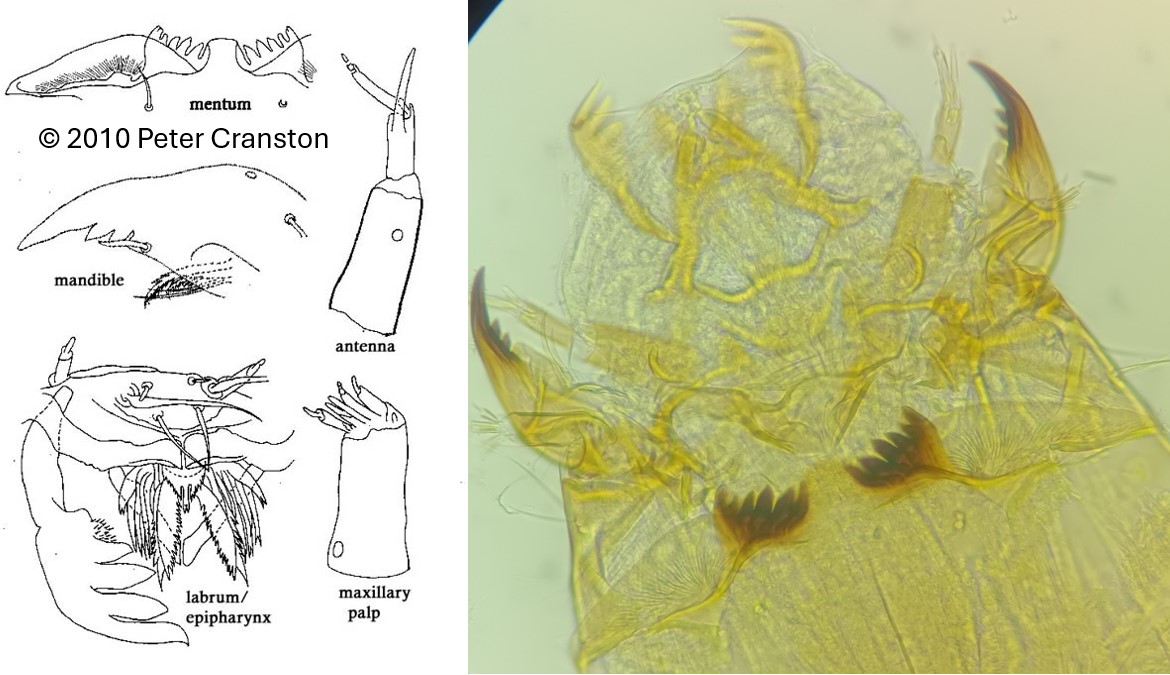 mentum
© 2010 Peter Cranston
mandible
antenna
labrum/
epipharynx
maxillary
palp